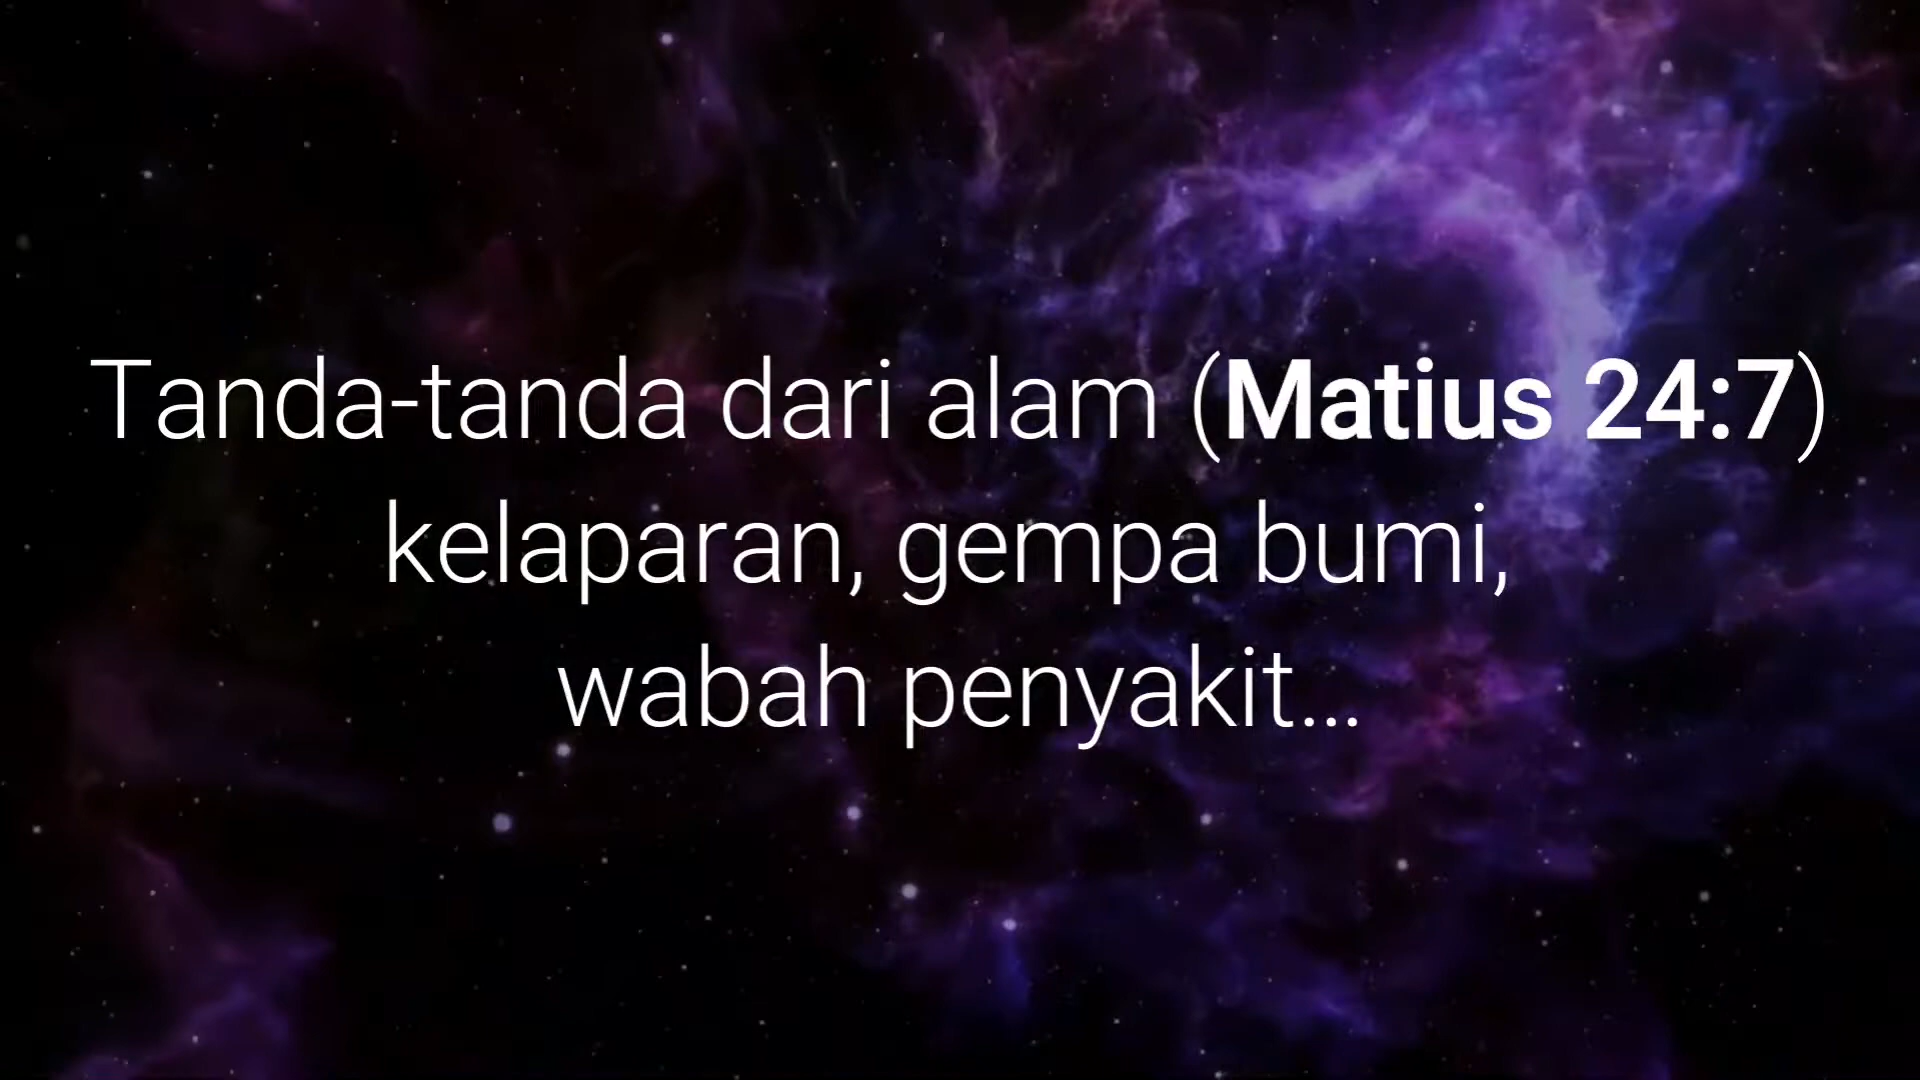 Tanda-tanda dari alam (Matius 24:7)
kelaparan, gempa bumi,
wabah penyakit...